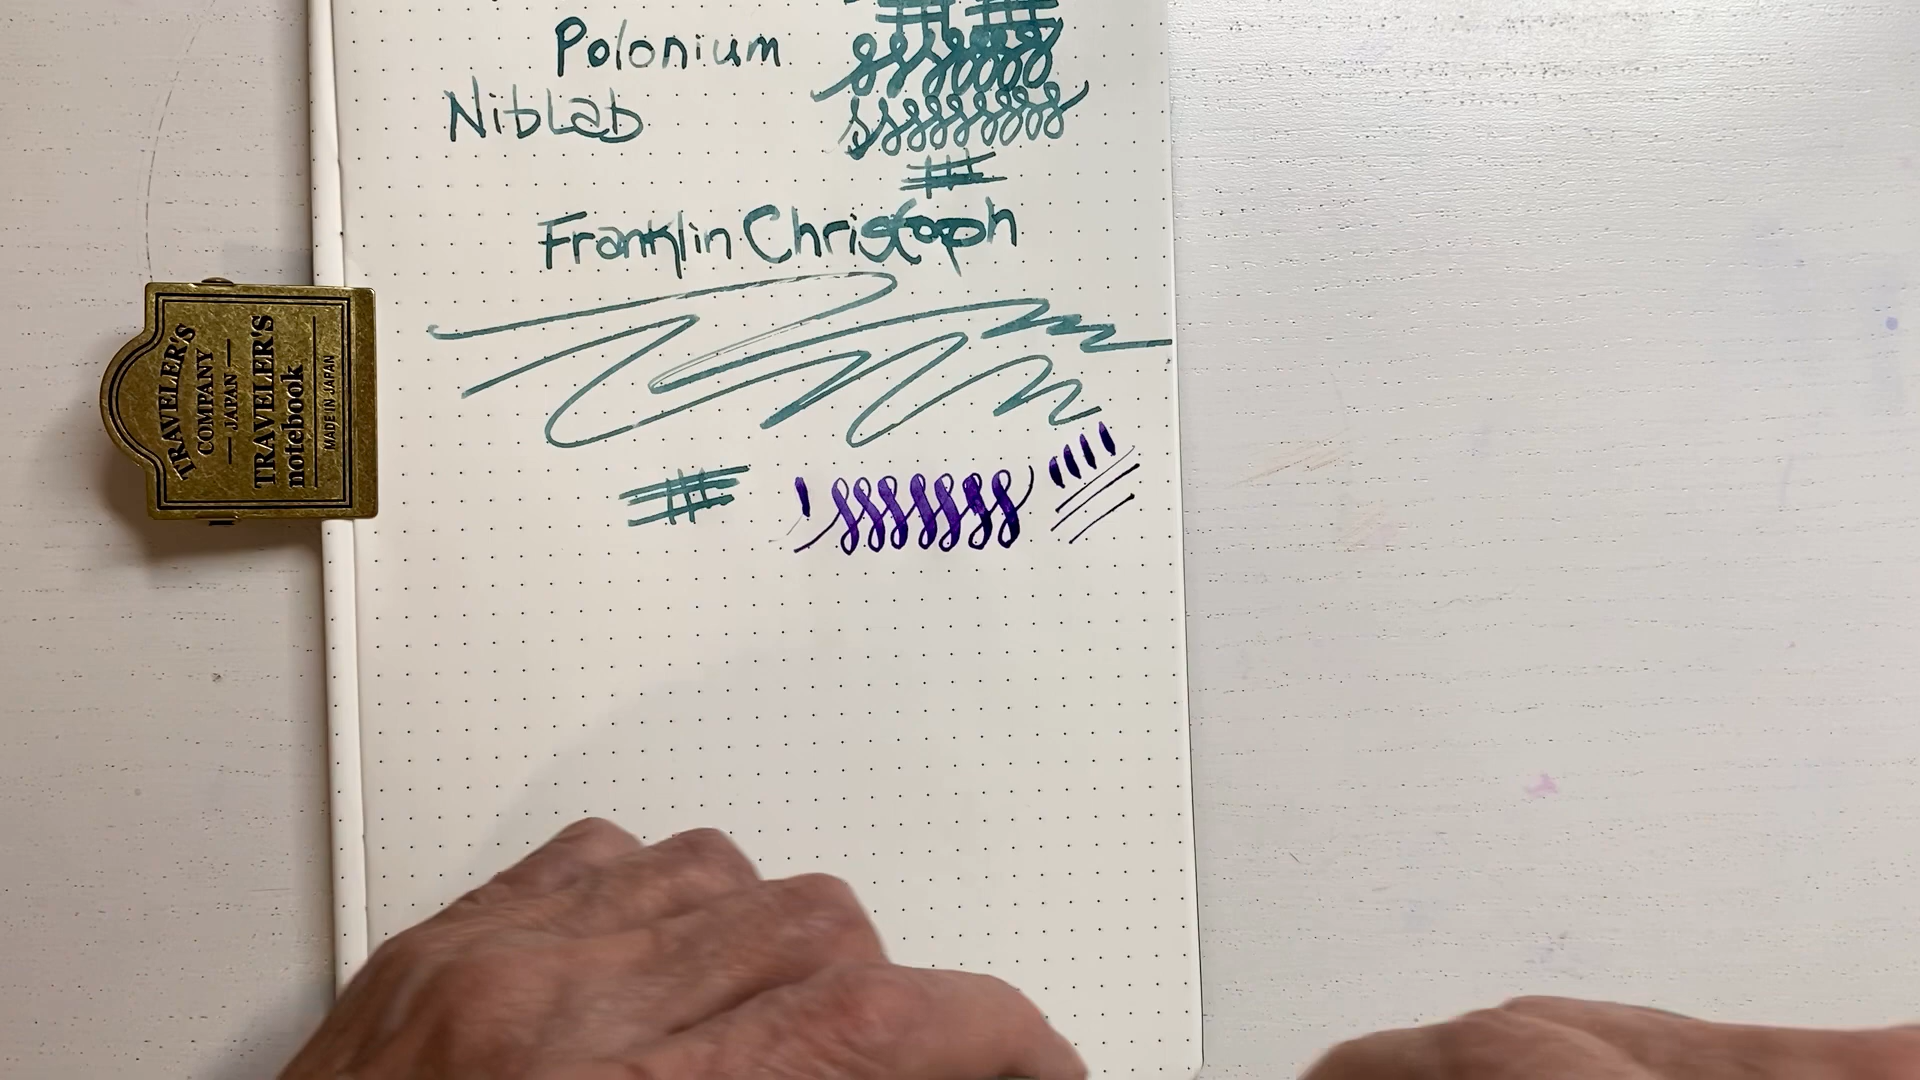 Polonium
NibLab
Franklin Christoph
TRAVELER'S
COMPANY
— JAPAN —
TRAVELER'S
notebook
MADE IN JAPAN